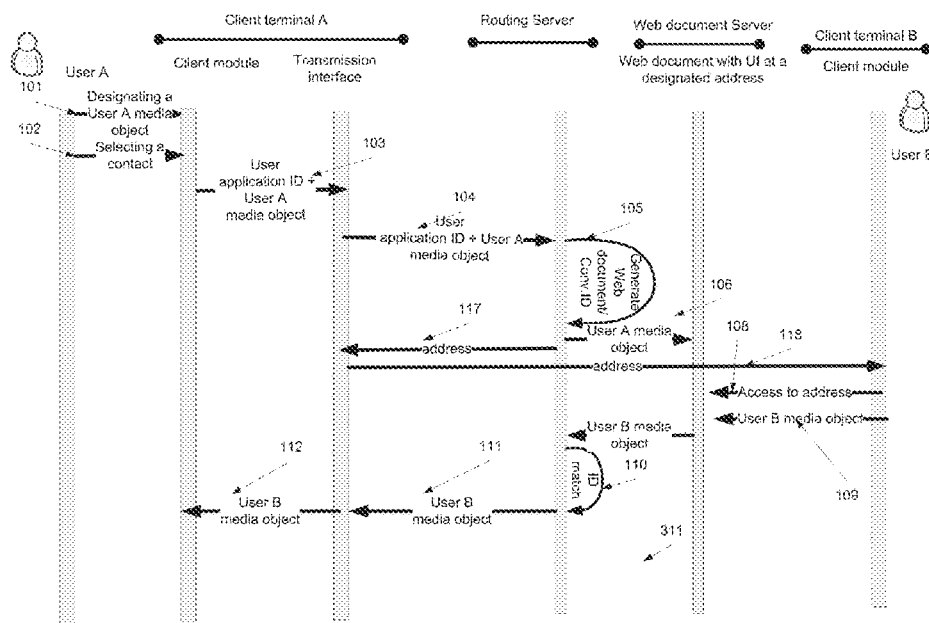 Client terminal A
Routing Server
Web document Server
Client terminal B
User A
Client module
Transmission
interface
Web document with UI at a
designated address
Client module
User B
101
Designating a
User A media
object
102
Selecting a
contact
103
User
application ID +
User A
media object
104
User
application ID + User A
media object
105
Generate
Web
document/
Conv.ID
106
User A media
object
117
address
108
118
address
Access to address
User B media object
109
User B media
object
ID
match
110
112
User B
media object
111
User B
media object
311